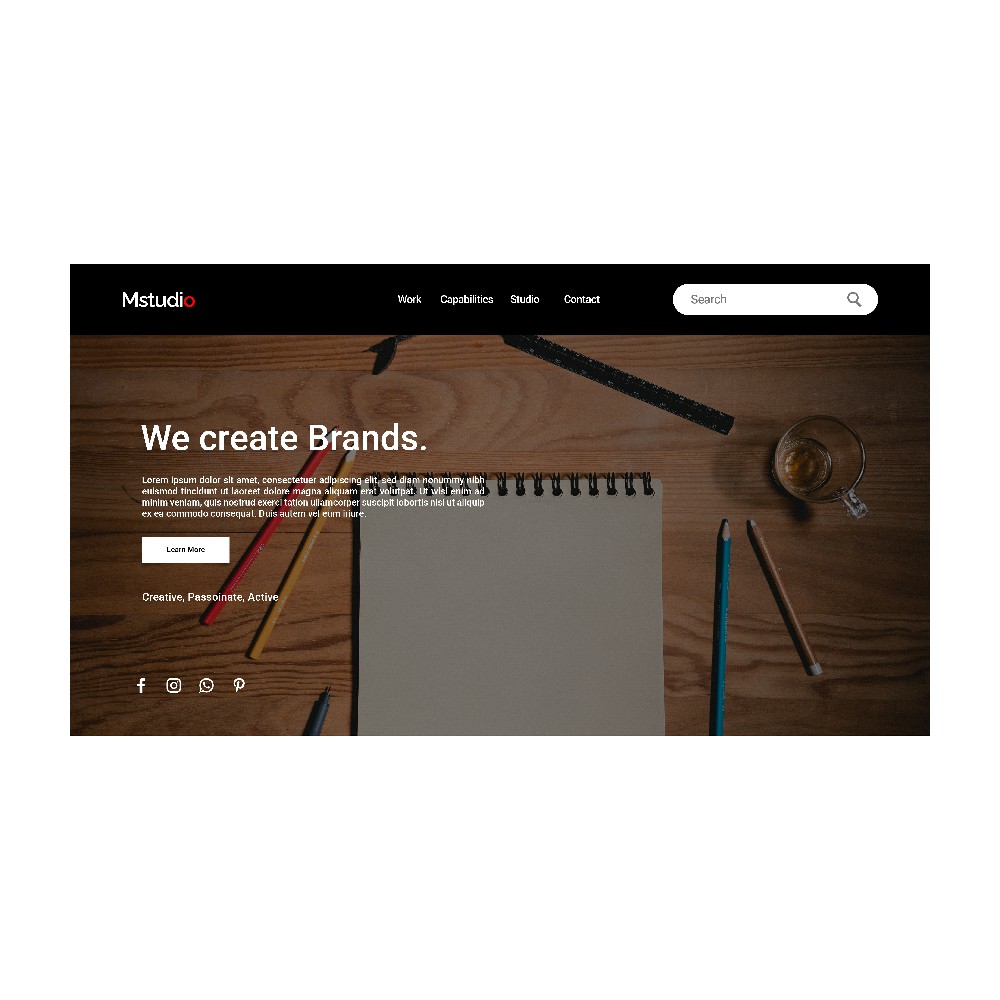 Mstudio
Work Capabilities Studio Contact
Search
We create Brands.
Lorem ipsum dolor sit amet, consectetuer adipiscing elit, sed diam nonummy nibh
euismod tincidunt ut laoreet dolore magna aliquam erat volutpat. Ut wisi enim ad
minim veniam, quis nostrud exerci tation ullamcorper suscipit lobortis nisl ut aliquip
ex ea commodo consequat. Duis autem vel eum iriure.
Learn More
Creative, Passoinate, Active